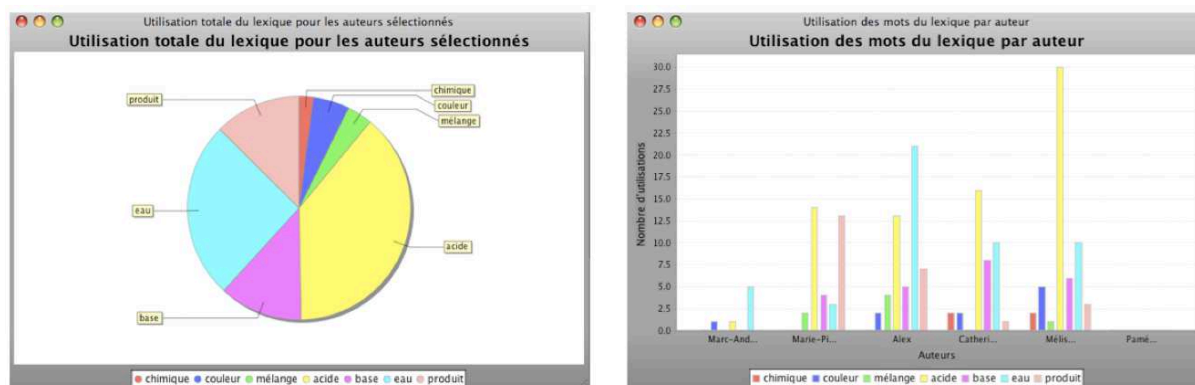 Utilisation totale du lexique pour les auteurs sélectionnés
Utilisation totale du lexique pour les auteurs sélectionnés
chimique
couleur
mélange
produit
eau
acide
base
chimique couleur mélange acide base eau produit
Utilisation des mots du lexique par auteur
Utilisation des mots du lexique par auteur
Nombre d'utilisations
30.0
27.5
25.0
22.5
20.0
17.5
15.0
12.5
10.0
7.5
5.0
2.5
0.0
Marc-And... Marie-Pi... Alex Catheri... Mélis... Pamé...
Auteurs
chimique couleur mélange acide base eau produit